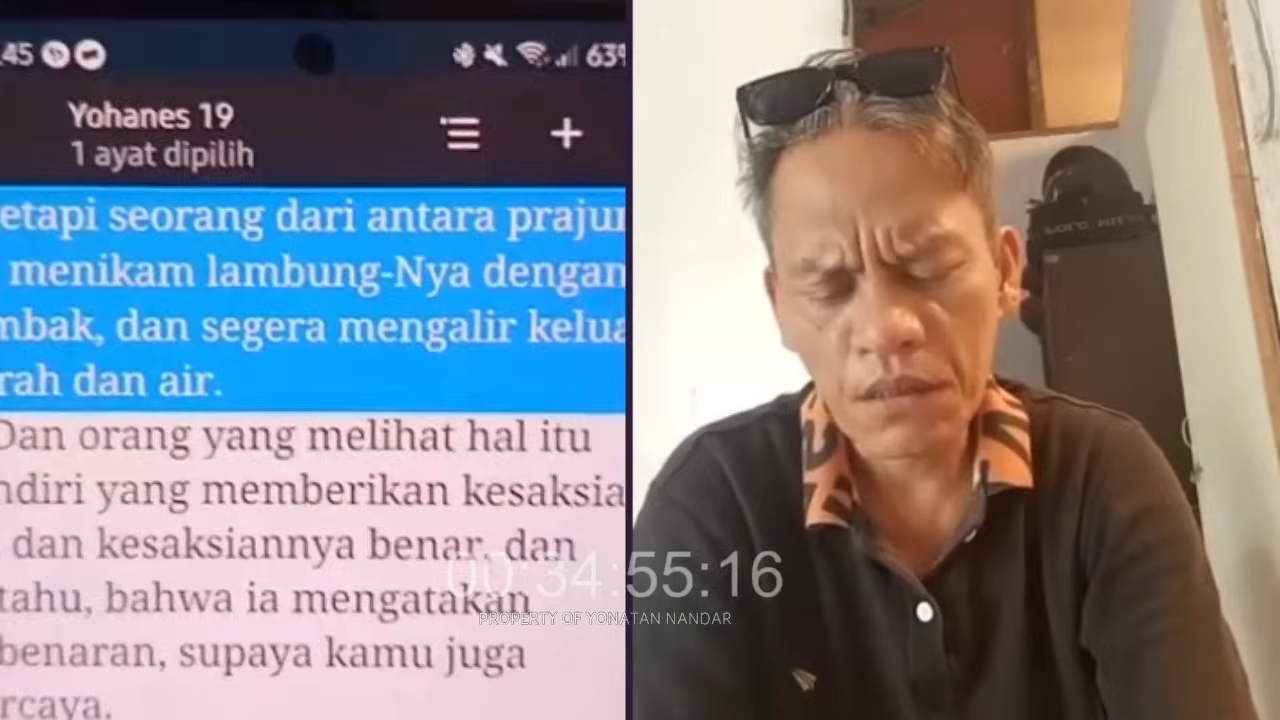 .45
63%
Yohanes 19
1 ayat dipilih
etapi seorang dari antara praju
menikam lambung-Nya dengan
mbak, dan segera mengalir kelua
rah dan air.
Dan orang yang melihat hal itu
ndiri yang memberikan kesaksia
dan kesaksiannya benar, dan
tahu, bahwa ia mengatakan
benaran, supaya kamu juga
rcaya.
00:34:55:16
PROPERTY OF YONATAN NANDAR